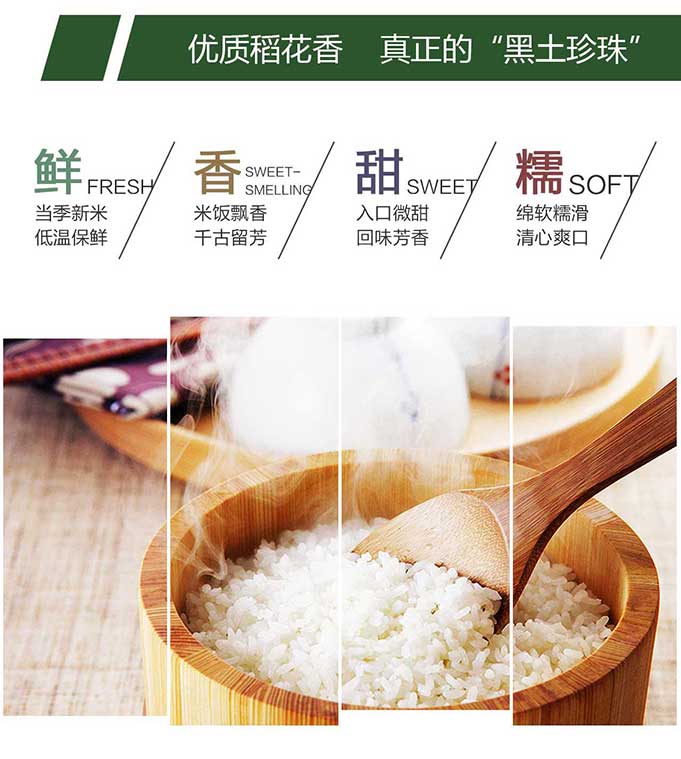 优质稻花香 真正的“黑土珍珠”
鲜 FRESH
当季新米
低温保鲜
香 SWEET-
SMELLING
米饭飘香
千古留芳
甜 SWEET
入口微甜
回味芳香
糯 SOFT
绵软糯滑
清心爽口